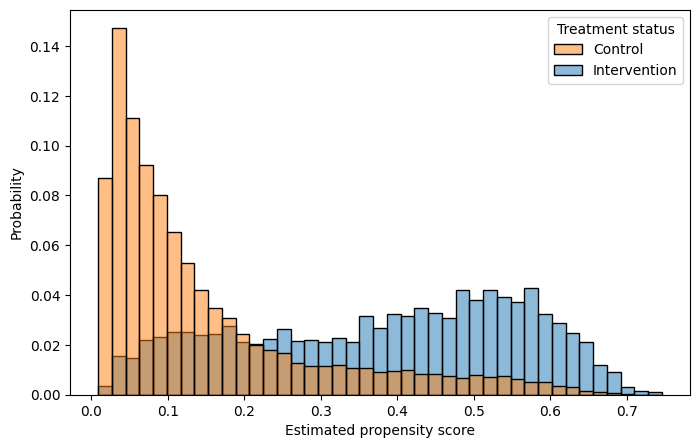 Treatment status
Control
Intervention
Probability
0.14
0.12
0.10
0.08
0.06
0.04
0.02
0.00
0.0 0.1 0.2 0.3 0.4 0.5 0.6 0.7
Estimated propensity score